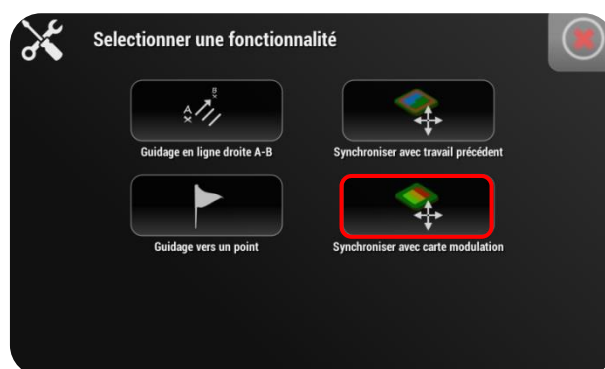 Selectionner une fonctionnalité
A B
Guidage en ligne droite A-B
Synchroniser avec travail précédent
Guidage vers un point
Synchroniser avec carte modulation